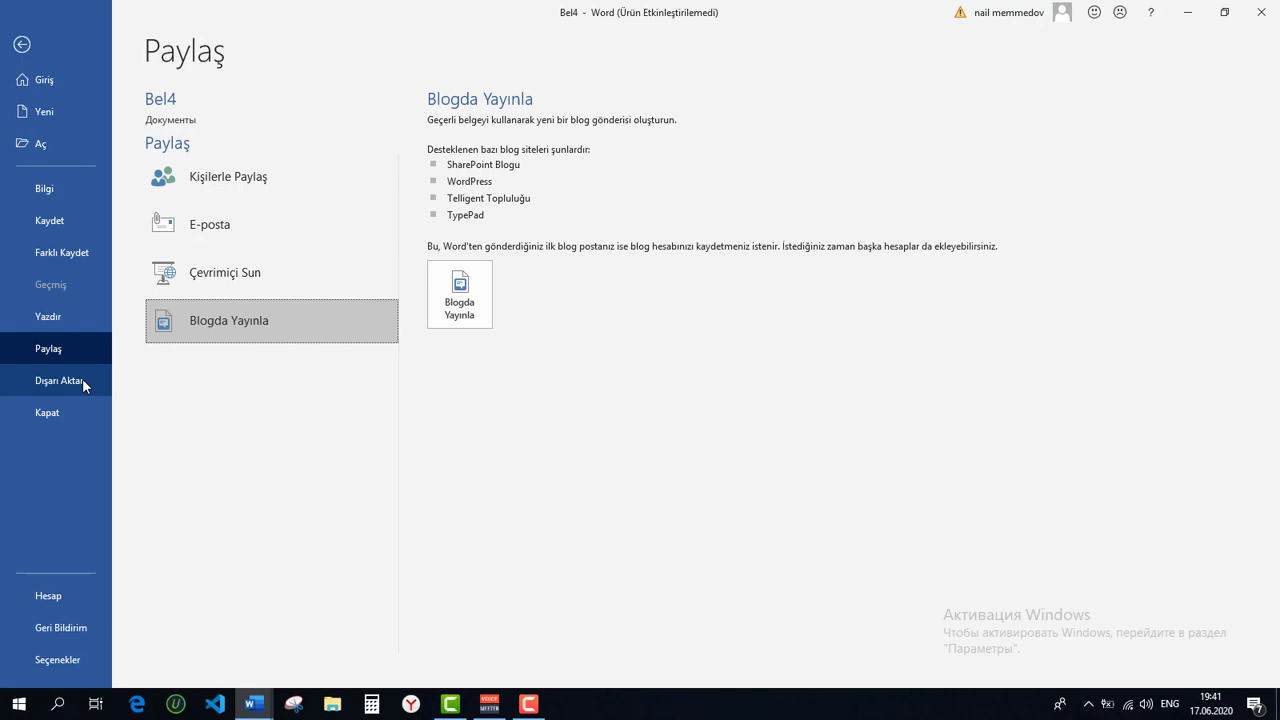 Bel4 - Word (Ürün Etkinleştirilemedi)
nail memmedov
?
Giriş
Yeni
Aç
Bilgi
Kaydet
Farklı Kaydet
Geçmiş
Yazdır
Paylaş
Dışarı Aktar
Kapat
Hesap
Geri Bildirim
Seçenekler
Paylaş
Bel4
Документы
Paylaş
Kişilerle Paylaş
E-posta
Çevrimiçi Sun
Blogda Yayınla
Blogda Yayınla
Geçerli belgeyi kullanarak yeni bir blog gönderisi oluşturun.
Desteklenen bazı blog siteleri şunlardır:
SharePoint Blogu
WordPress
Telligent Topluluğu
TypePad
Bu, Word'ten gönderdiğiniz ilk blog postanız ise blog hesabınızı kaydetmeniz istenir. İstediğiniz zaman başka hesaplar da ekleyebilirsiniz.
Blogda
Yayınla
Активация Windows
Чтобы активировать Windows, перейдите в раздел
"Параметры".
VOICE
MEETER
ENG
19:41
17.06.2020
7